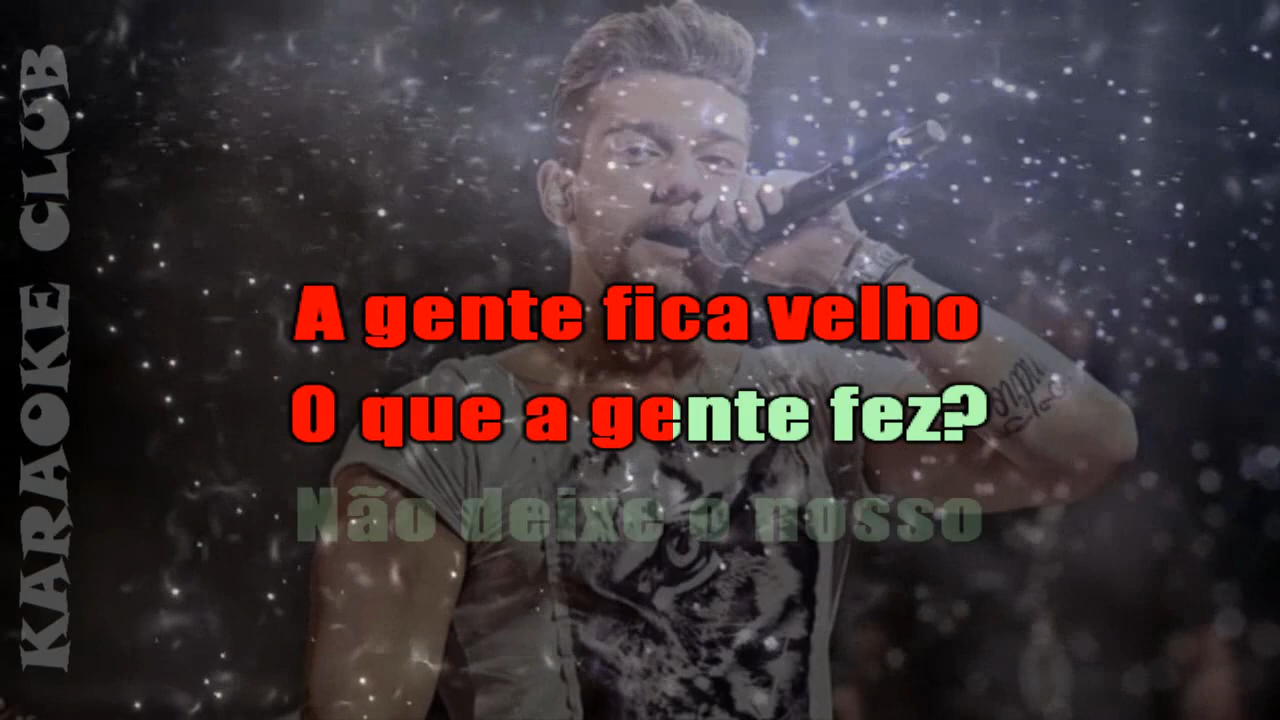 KARAOKE CLUB
A gente fica velho
O que a gente fez?
Não deixe o nosso